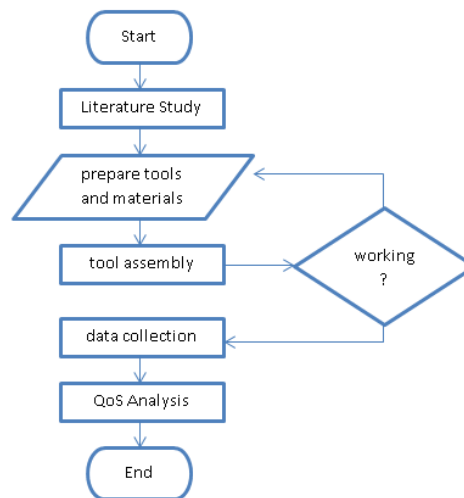 Start
Literature Study
prepare tools
and materials
tool assembly
working
?
data collection
QoS Analysis
End